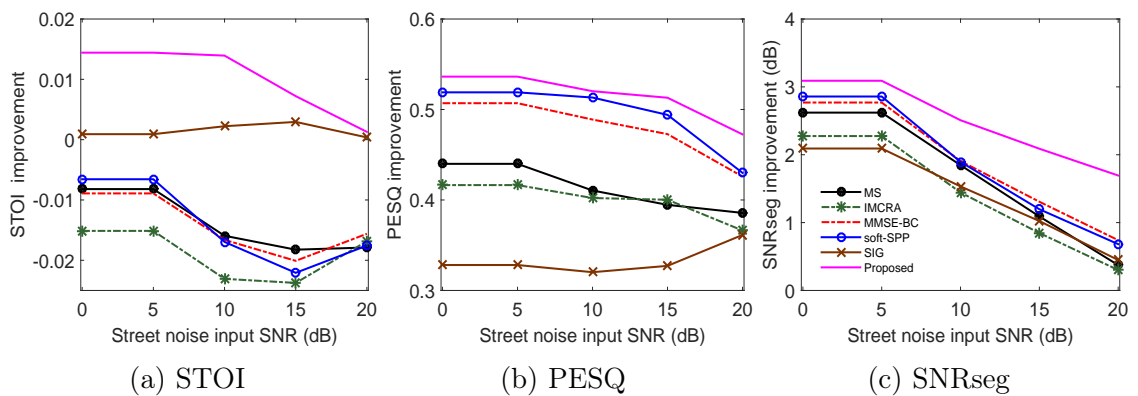 0.02
0.01
0
-0.01
-0.02
STOI improvement
0 5 10 15 20
Street noise input SNR (dB)
(a) STOI
0.6
0.5
0.4
0.3
PESQ improvement
0 5 10 15 20
Street noise input SNR (dB)
(b) PESQ
4
3
2
1
0
SNRseg improvement (dB)
MS
IMCRA
MMSE-BC
soft-SPP
SIG
Proposed
0 5 10 15 20
Street noise input SNR (dB)
(c) SNRseg